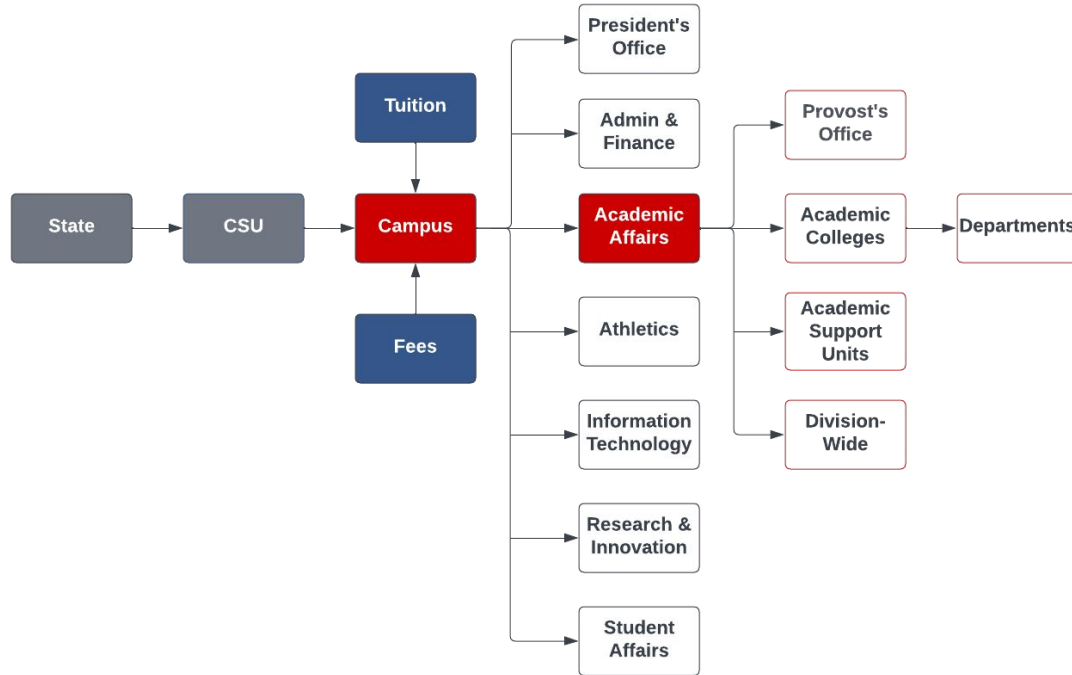 State
CSU
Tuition
Campus
Fees
President's
Office
Admin &
Finance
Academic
Affairs
Athletics
Information
Technology
Research &
Innovation
Student
Affairs
Provost's
Office
Academic
Colleges
Academic
Support
Units
Division-
Wide
Departments